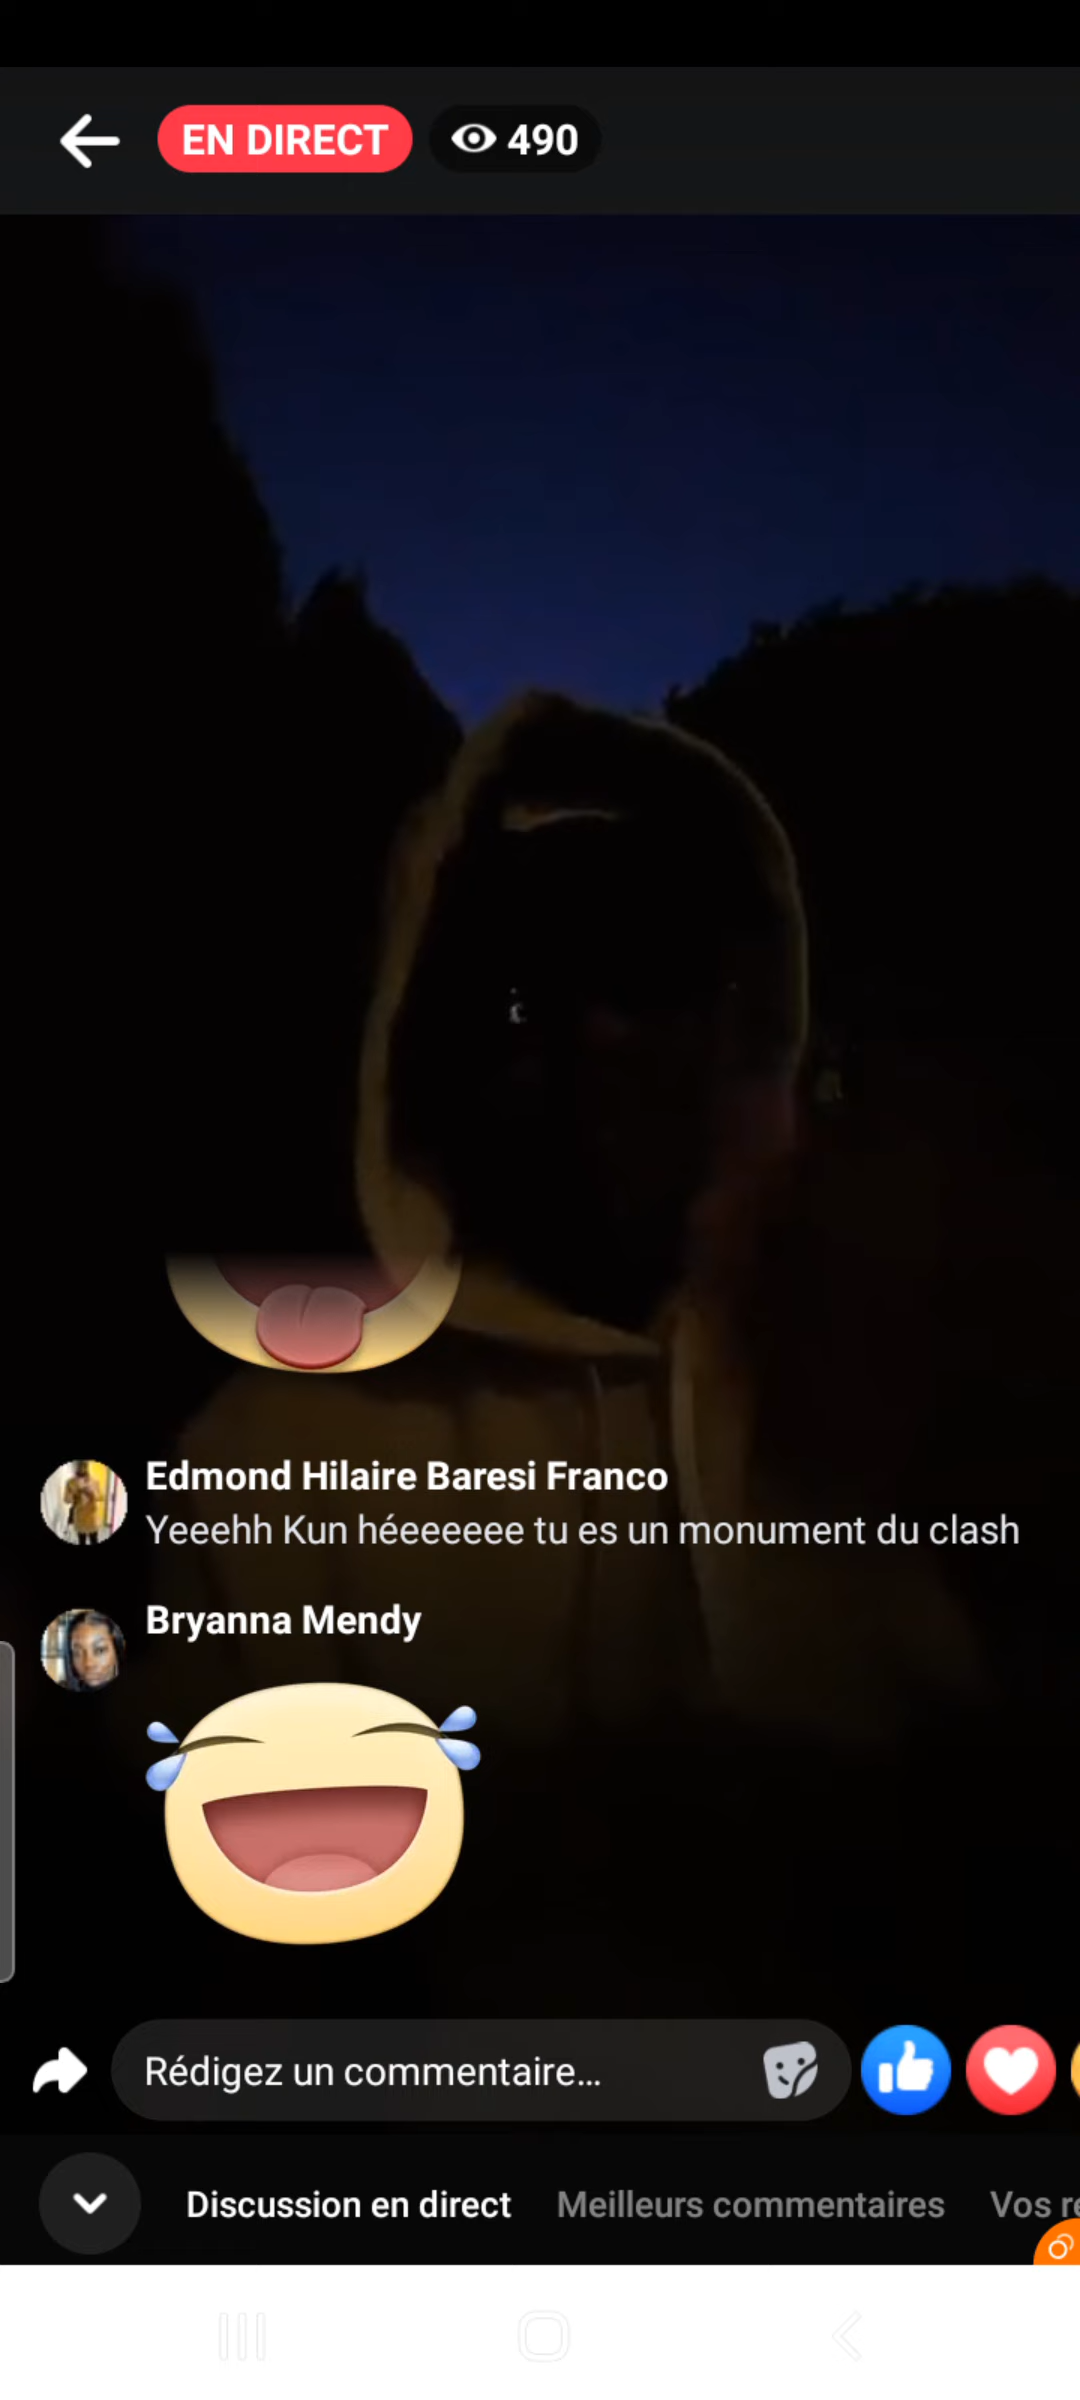 EN DIRECT 490
Edmond Hilaire Baresi Franco
Yeeehh Kun héeeeeee tu es un monument du clash
Bryanna Mendy
Rédigez un commentaire...
Discussion en direct Meilleurs commentaires Vos